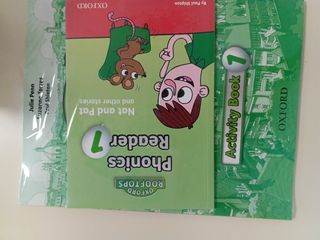 OXFORD
ROOFTOPS
Phonics
Reader 1
Nat and Pat
and other stories
By Paul Shipton
OXFORD
Activity Book 1
OXFORD
Julie Penn
Shipton